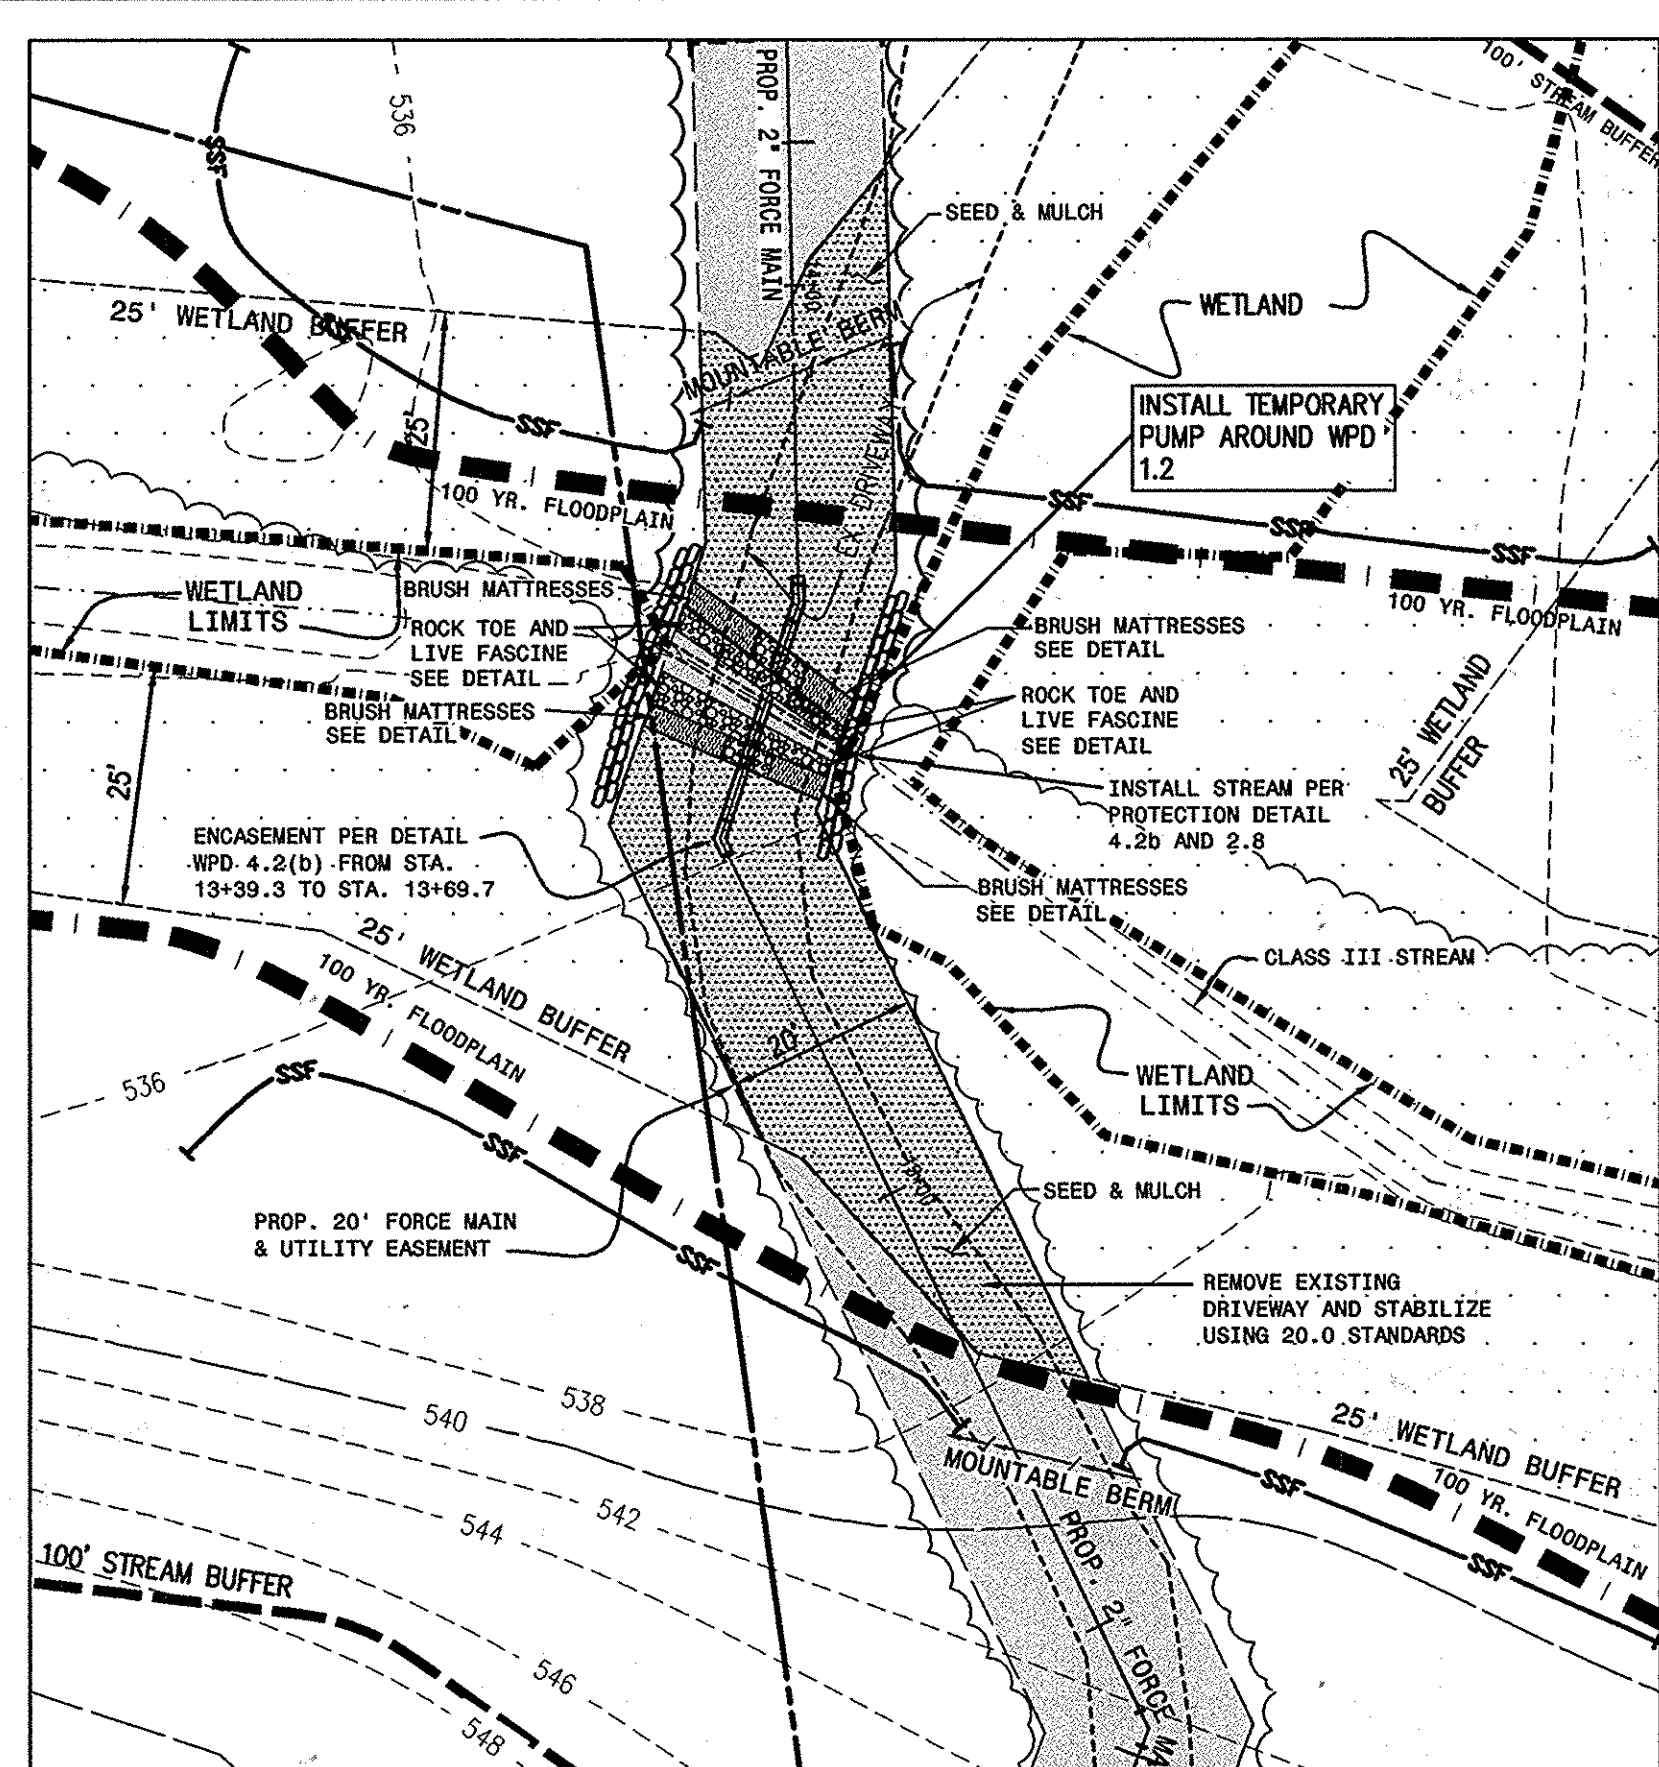 536
PROP. 2" FORCE MAIN
100' STREAM BUFFER
SSF
SEED & MULCH
14+00
25' WETLAND BUFFER
WETLAND
MOUNTABLE BERM
INSTALL TEMPORARY
PUMP AROUND WPD
1.2
25'
SSF
EX. DRIVEWAY
SSF
SSF
SSF
100 YR. FLOODPLAIN
100 YR. FLOODPLAIN
WETLAND
LIMITS
BRUSH MATTRESSES
ROCK TOE AND
LIVE FASCINE
SEE DETAIL
BRUSH MATTRESSES
SEE DETAIL
BRUSH MATTRESSES
SEE DETAIL
ROCK TOE AND
LIVE FASCINE
SEE DETAIL
25' WETLAND
BUFFER
25'
INSTALL STREAM PER
PROTECTION DETAIL
4.2b AND 2.8
ENCASEMENT PER DETAIL
WPD 4.2(b) FROM STA.
13+39.3 TO STA. 13+69.7
BRUSH MATTRESSES
SEE DETAIL
25' WETLAND BUFFER
100 YR. FLOODPLAIN
CLASS III STREAM
20'
536
SSF
WETLAND
LIMITS
SSF
13+00
SEED & MULCH
PROP. 20' FORCE MAIN
& UTILITY EASEMENT
SSF
REMOVE EXISTING
DRIVEWAY AND STABILIZE
USING 20.0 STANDARDS
538
540
25' WETLAND BUFFER
MOUNTABLE BERM
SSF
100 YR. FLOODPLAIN
542
544
SSF
100' STREAM BUFFER
PROP. 2" FORCE MA
546
548